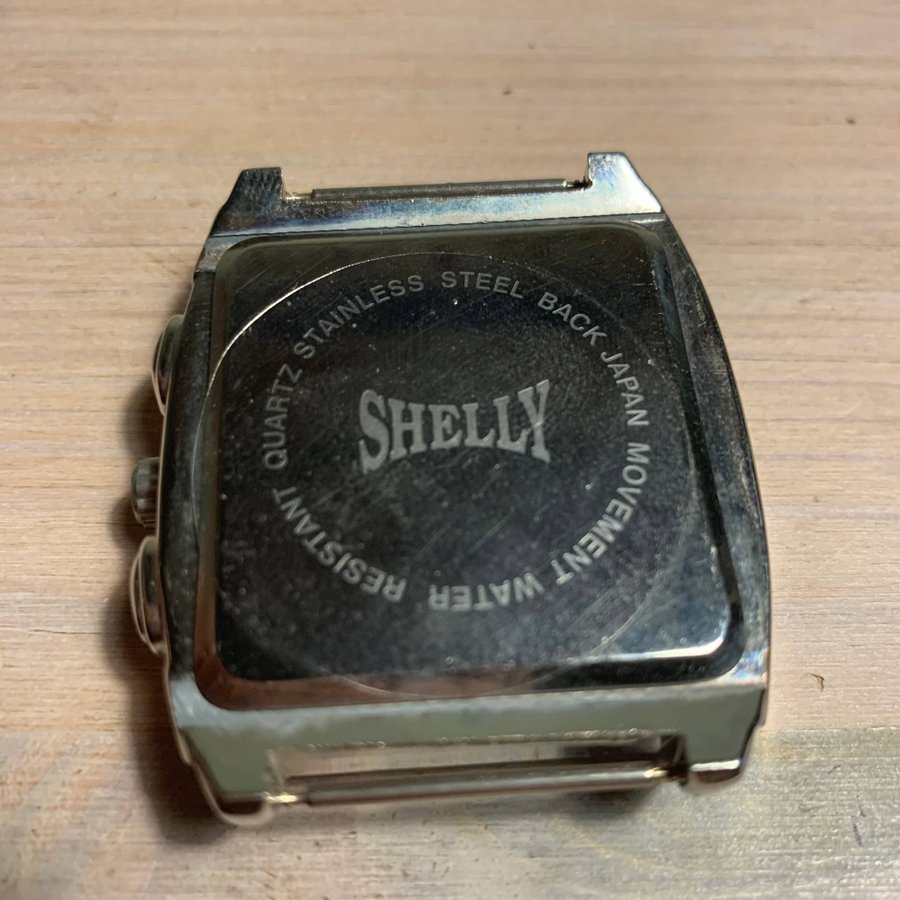 SHELLY
QUARTZ STAINLESS STEEL BACK JAPAN MOVEMENT WATER RESISTANT